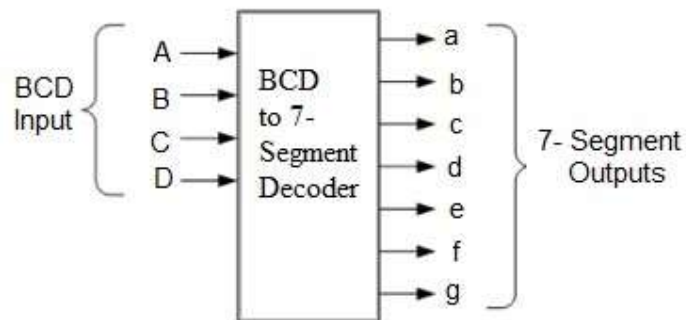 BCD
Input
A
B
C
D
BCD
to 7-
Segment
Decoder
a
b
c
d
e
f
g
7- Segment
Outputs